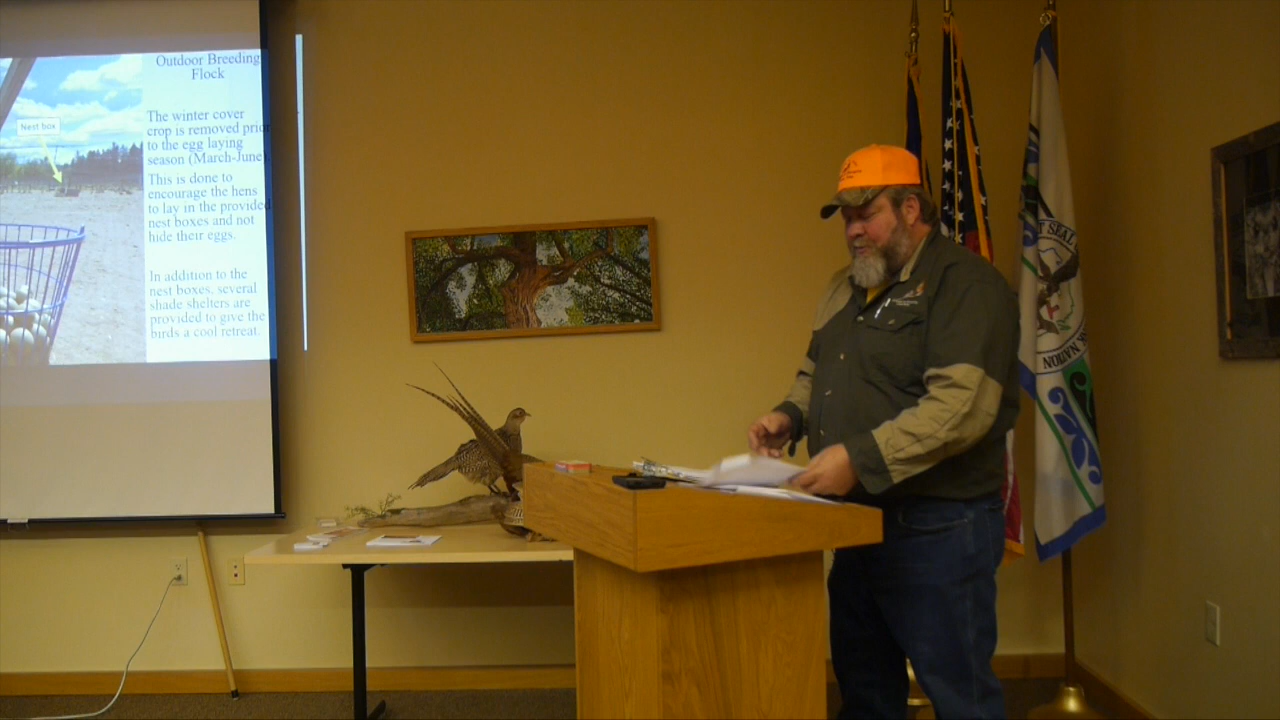 Outdoor Breeding
Flock
Nest box
The winter cover
crop is removed prior
to the egg laying
season (March-June).
This is done to
encourage the hens
to lay in the provided
nest boxes and not
hide their eggs.
In addition to the
nest boxes, several
shade shelters are
provided to give the
birds a cool retreat.
SEAL
NATION